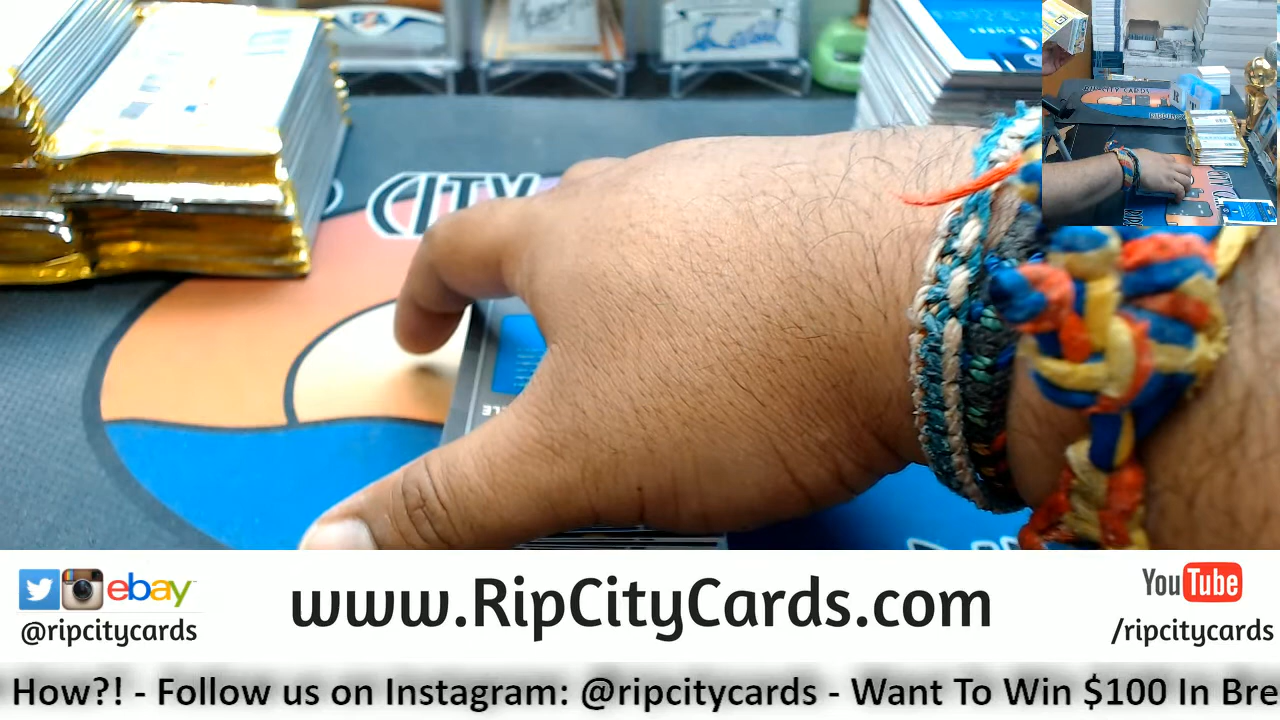 CITY
ebay
@ripcitycards
www.RipCityCards.com
YouTube
/ripcitycards
How?! - Follow us on Instagram: @ripcitycards - Want To Win $100 In Bre